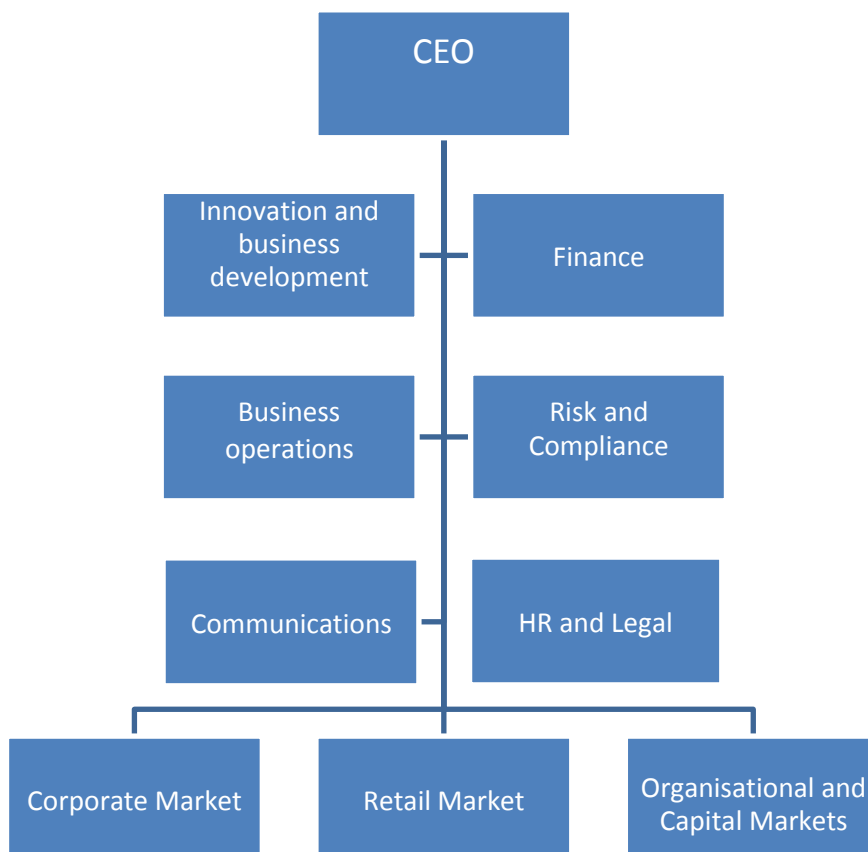 CEO
Innovation and
business
development
Finance
Business
operations
Risk and
Compliance
Communications
HR and Legal
Corporate Market
Retail Market
Organisational and
Capital Markets